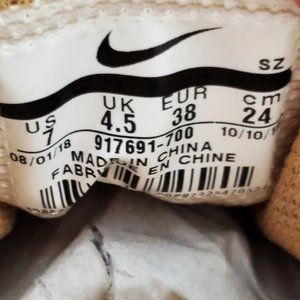 SZ
US UK EUR cm
7 4.5 38 24
08/01/18 917691-700 10/10/18
MADE IN CHINA
EN CHINE